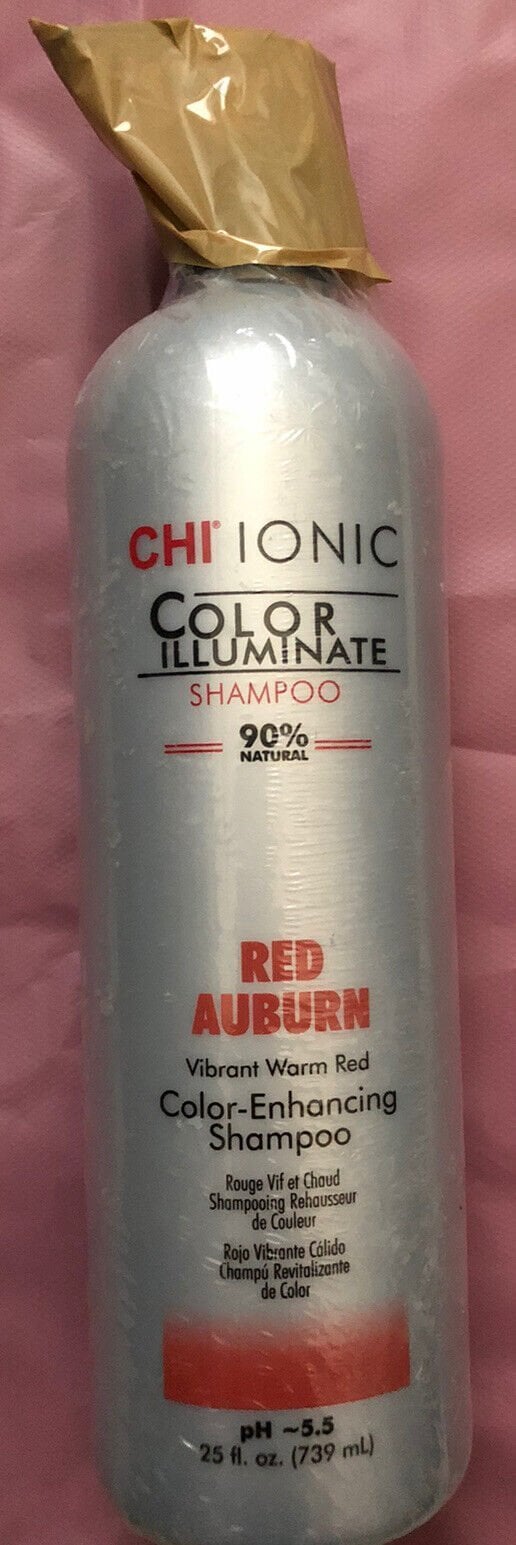 CHI® IONIC
COLOR
ILLUMINATE
SHAMPOO
90%
NATURAL
RED
AUBURN
Vibrant Warm Red
Color-Enhancing
Shampoo
Rouge Vif et Chaud
Shampooing Rehausseur
de Couleur
Rojo Vibrante Cálido
Champú Revitalizante
de Color
pH ~5.5
25 fl. oz. (739 mL)